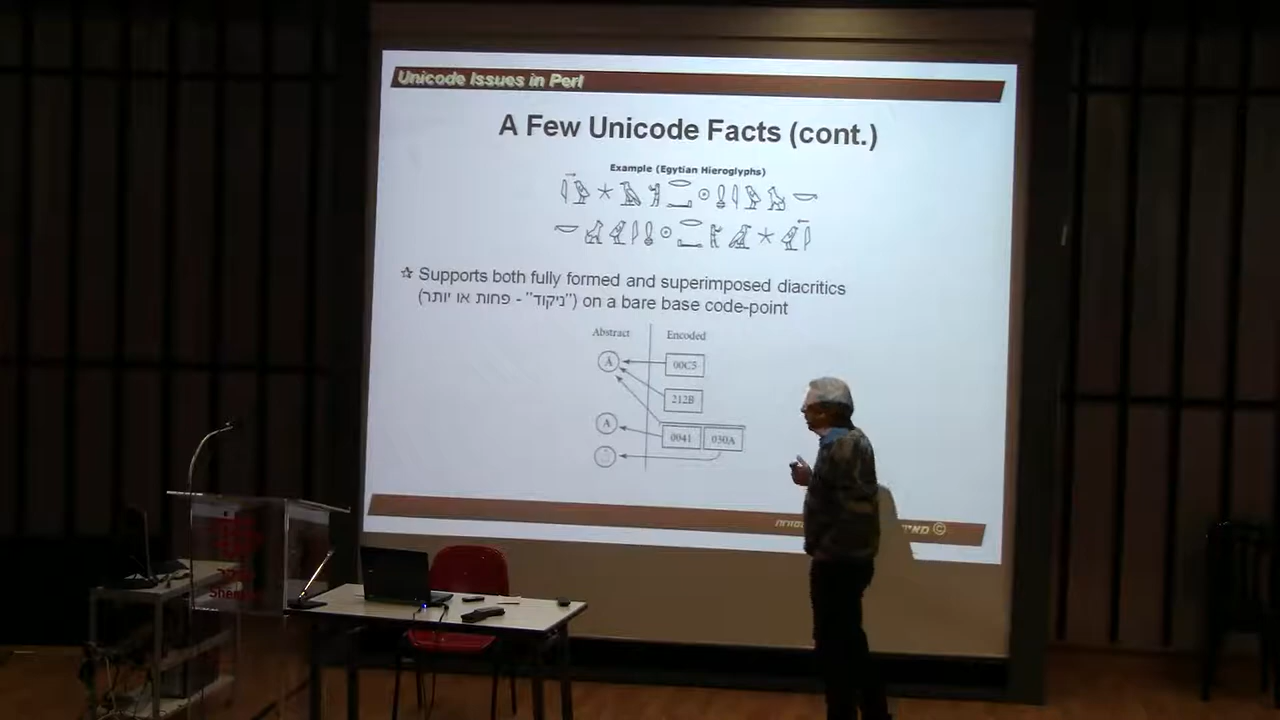 Unicode Issues in Perl
A Few Unicode Facts (cont.)
Example (Egytian Hieroglyphs)
☆ Supports both fully formed and superimposed diacritics
(ניקוד" - פחות או יותר") on a bare base code-point
Abstract Encoded
Å 00C5
212B
A 0041 030A
©